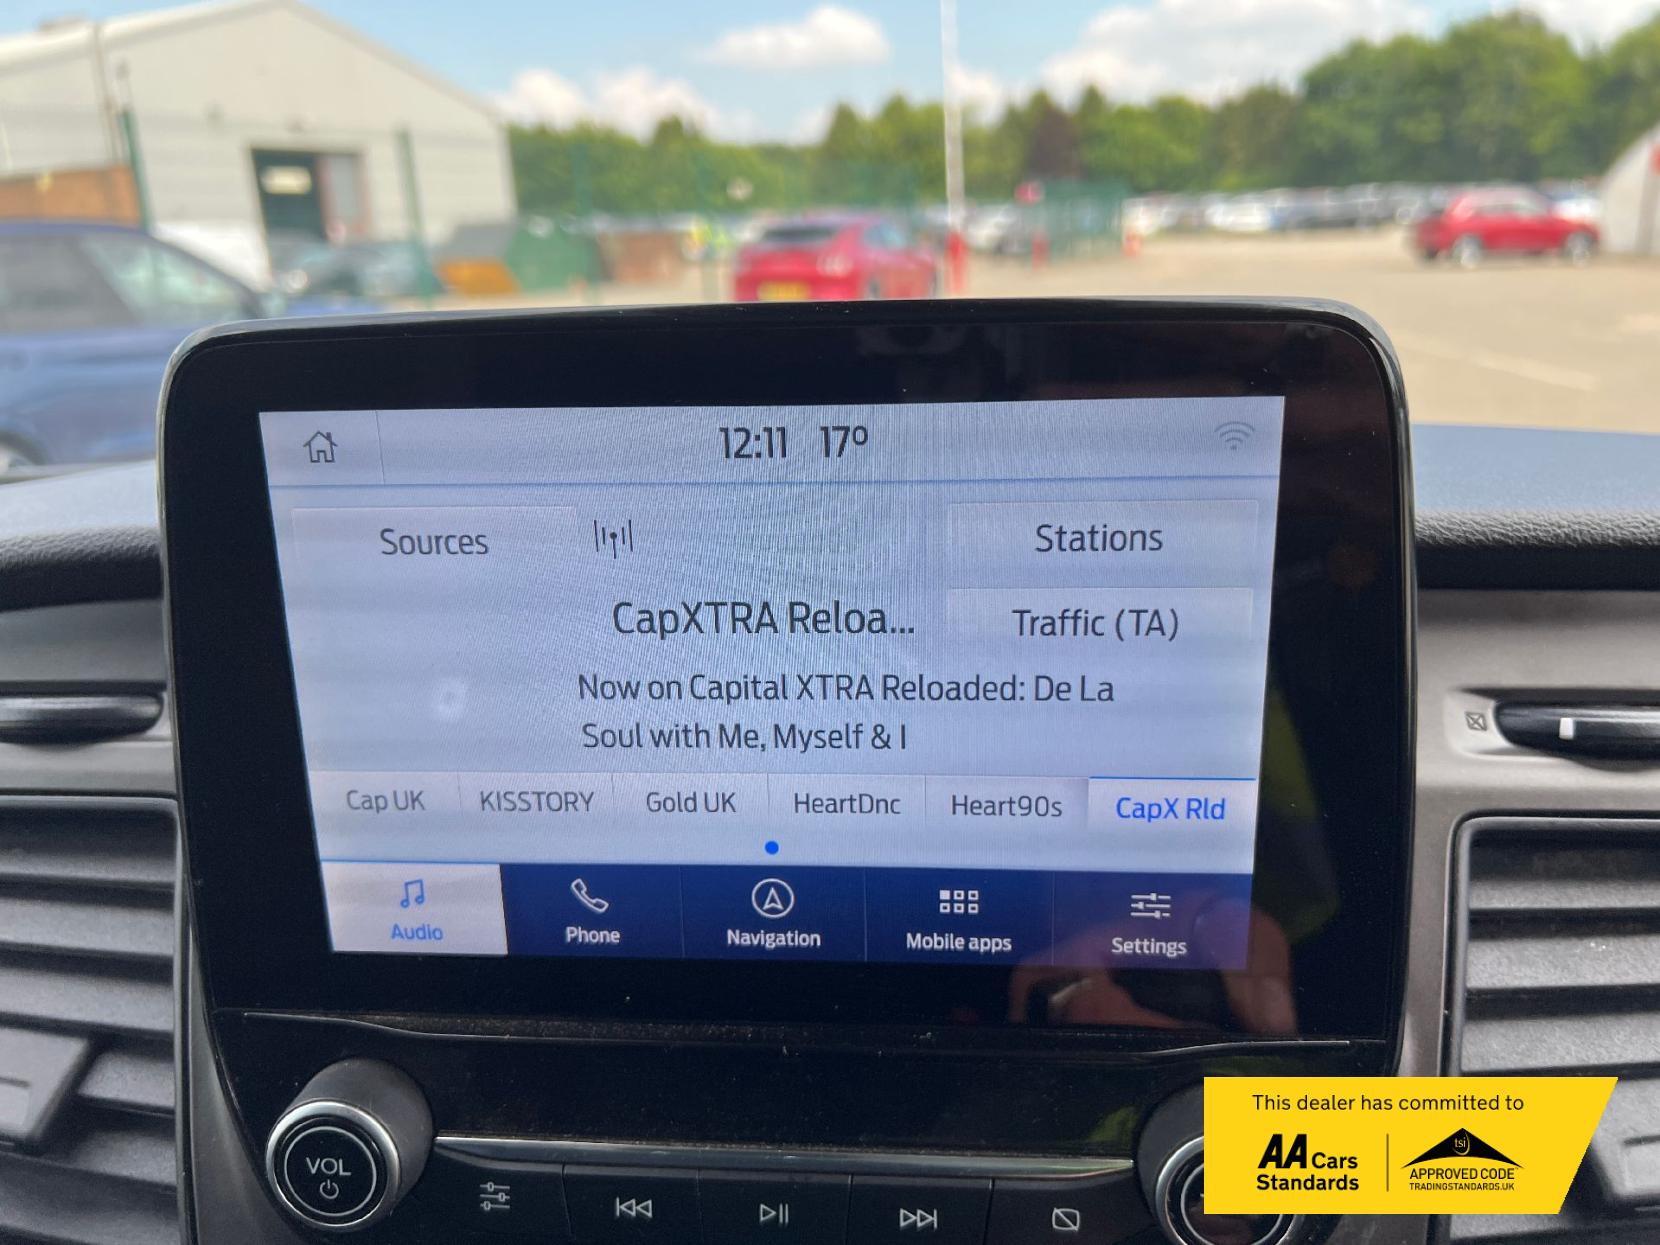 12:11 17°
Sources
Stations
CapXTRA Reloa...
Traffic (TA)
Now on Capital XTRA Reloaded: De La
Soul with Me, Myself & I
Cap UK KISSTORY Gold UK HeartDnc Heart90s CapX Rld
Audio Phone Navigation Mobile apps Settings
VOL
This dealer has committed to
AA Cars
Standards
tsi
APPROVED CODE
TRADINGSTANDARDS.UK